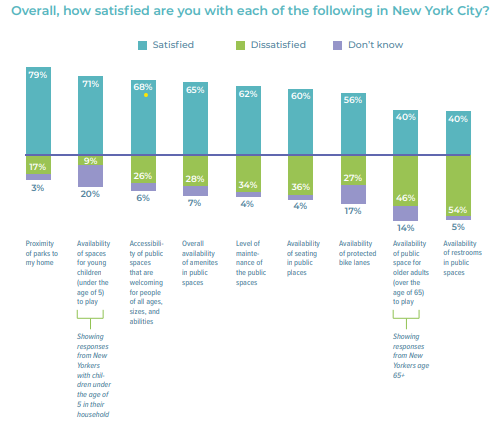 Overall, how satisfied are you with each of the following in New York City?
Satisfied
Dissatisfied
Don't know
79%
71%
68%
65%
62%
60%
56%
40%
40%
17%
9%
26%
28%
34%
36%
27%
46%
54%
3%
20%
6%
7%
4%
4%
17%
14%
5%
Proximity
of parks to
my home
Availability
of spaces
for young
children
(under the
age of 5)
to play
Showing
responses
from New
Yorkers
with chil-
dren under
the age of
5 in their
household
Accessibili-
ty of public
spaces
that are
welcoming
for people
of all ages,
sizes, and
abilities
Overall
availability
of amenites
in public
spaces
Level of
mainte-
nance of
the public
spaces
Availability
of seating
in public
places
Availability
of protected
bike lanes
Availability
of public
space for
older adults
(over the
age of 65)
to play
Showing
responses
from New
Yorkers age
65+
Availability
of restrooms
in public
spaces